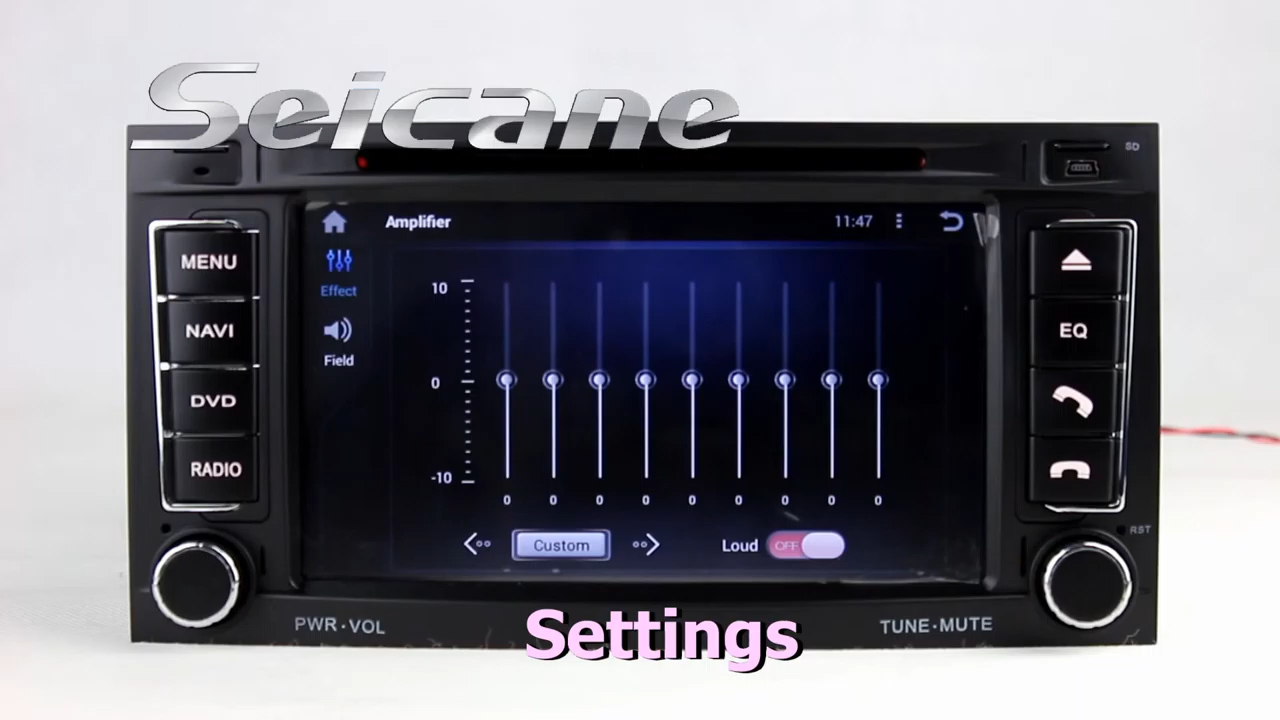 Seicane
SD
Amplifier
11:47
MENU
Effect
10
NAVI
EQ
Field
0
DVD
RADIO
-10
0 0 0 0 0 0 0 0 0
Custom
Loud
OFF
RST
PWR·VOL
TUNE·MUTE
Settings